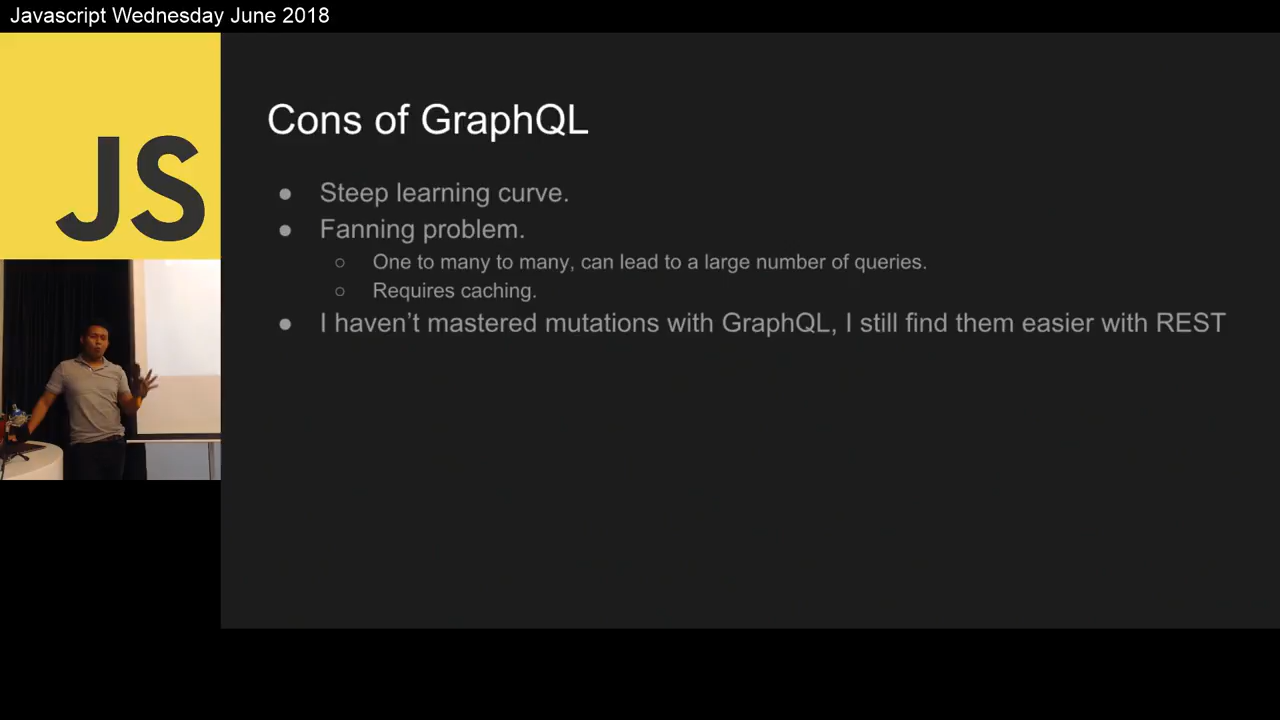 Javascript Wednesday June 2018
JS
Cons of GraphQL
● Steep learning curve.
● Fanning problem.
○ One to many to many, can lead to a large number of queries.
○ Requires caching.
● I haven’t mastered mutations with GraphQL, I still find them easier with REST